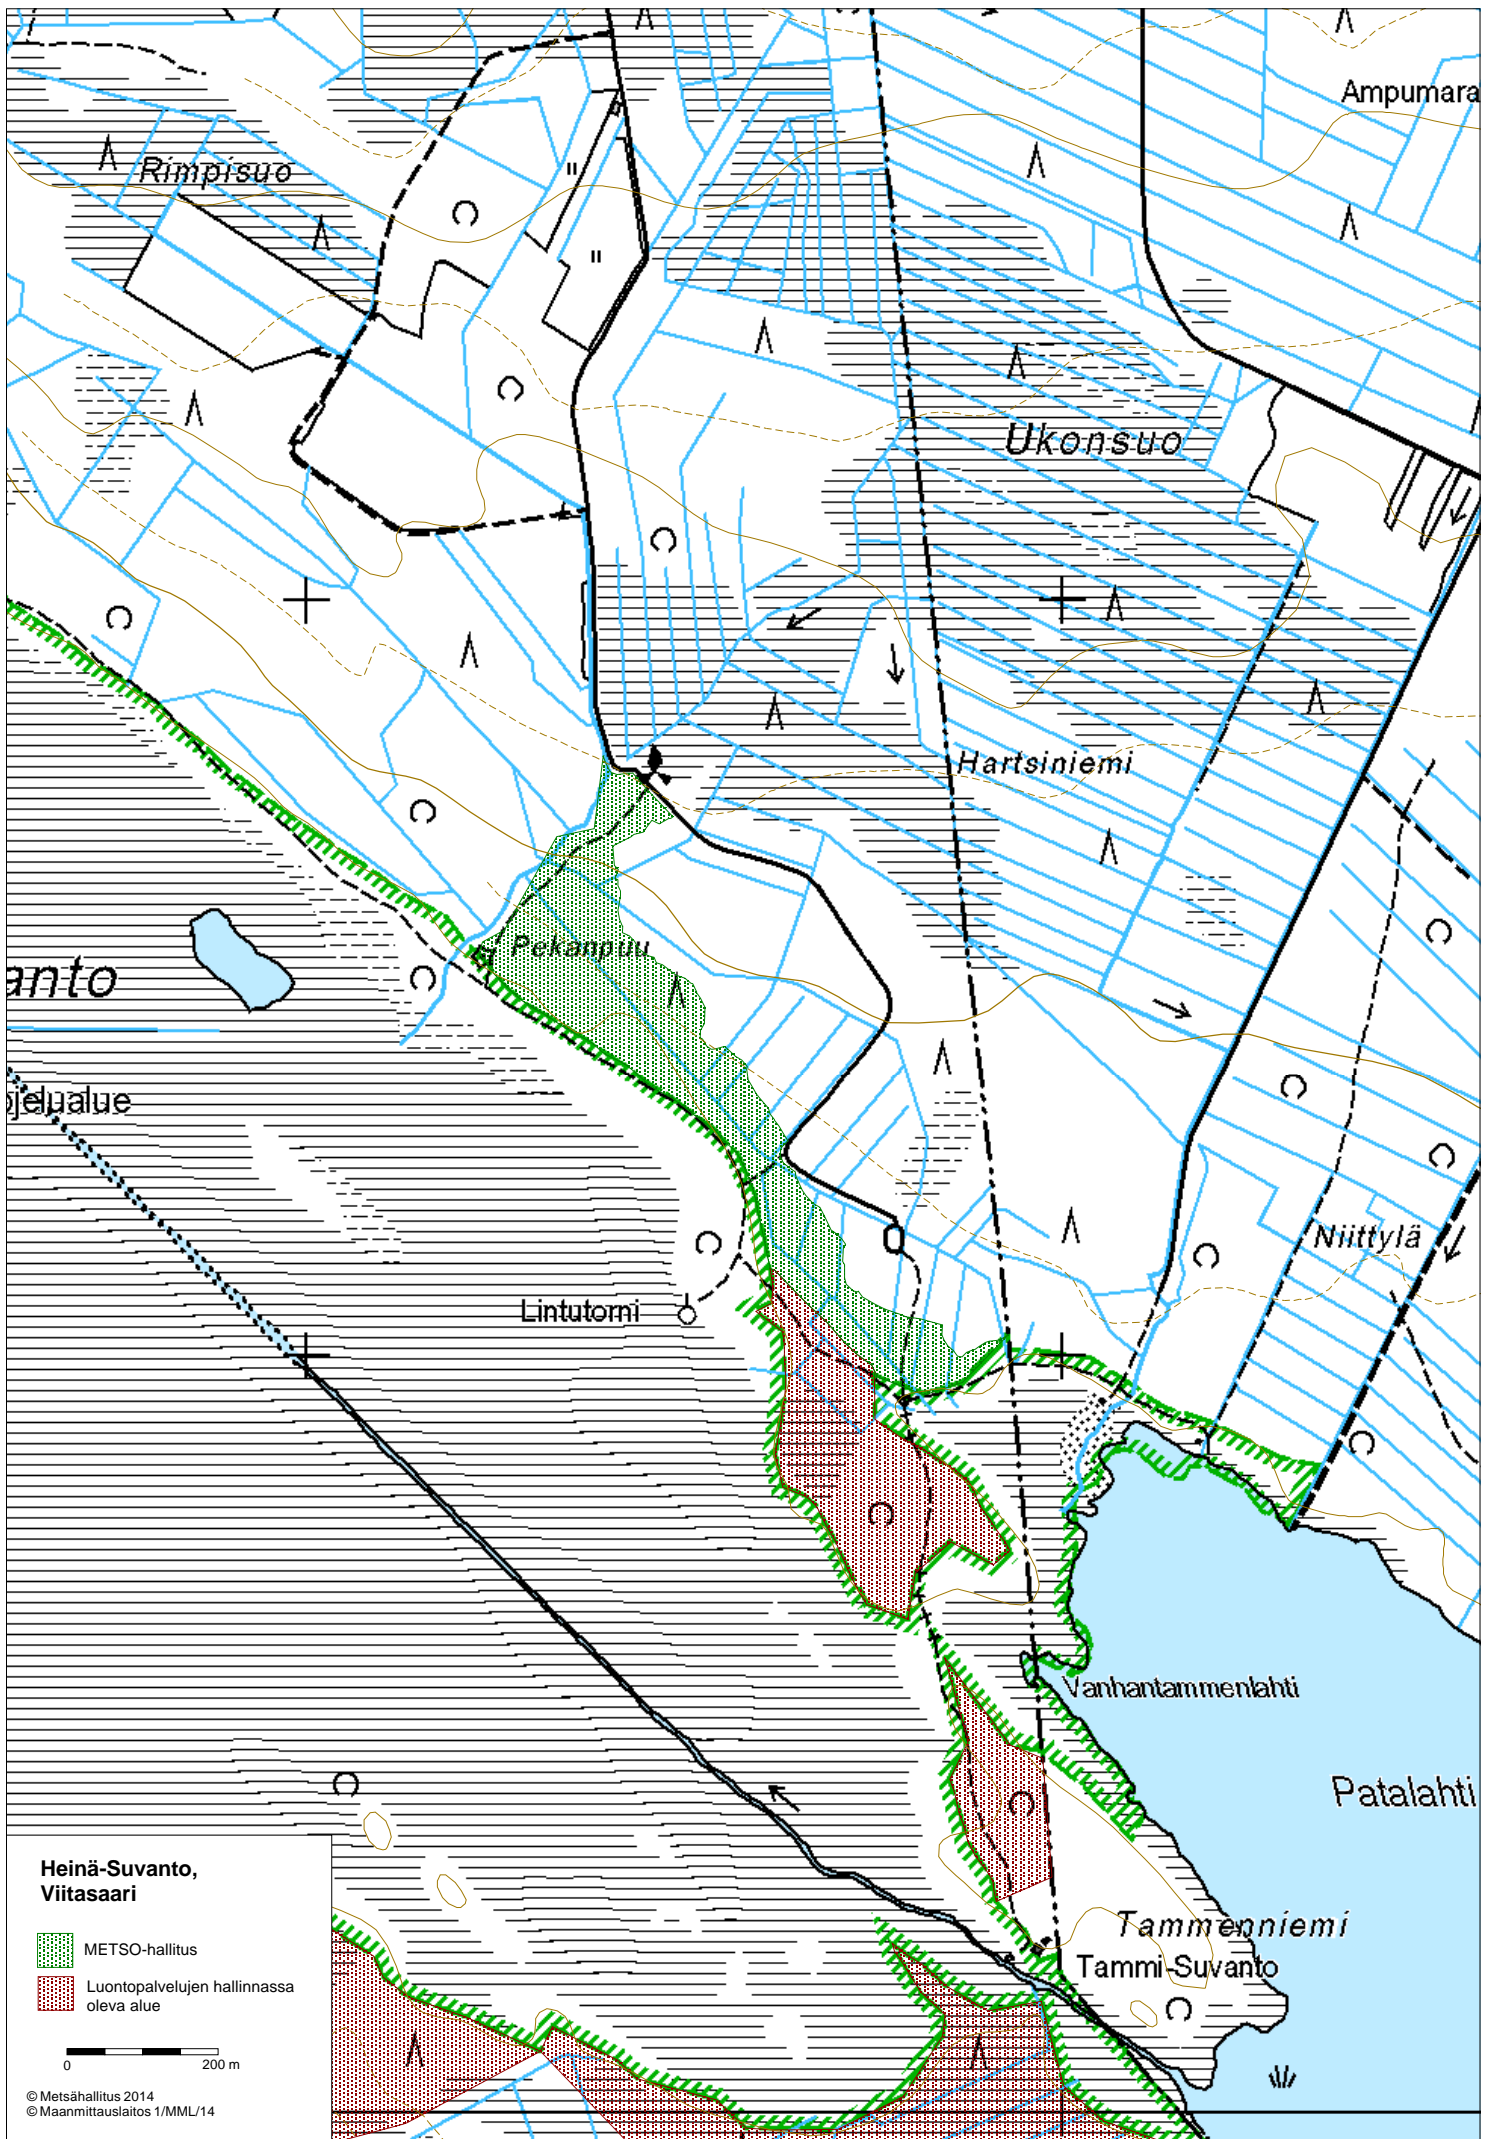 Ampumara
Rimpisuo
Ukonsuo
Hartsiniemi
Pekanpuu
anto
ojelualue
Niittylä
Lintutorni
Vanhantammenlahti
Patalahti
Tammenniemi
Tammi-Suvanto
Heinä-Suvanto,
Viitasaari
METSO-hallitus
Luontopalvelujen hallinnassa
oleva alue
0 200 m
© Metsähallitus 2014
© Maanmittauslaitos 1/MML/14